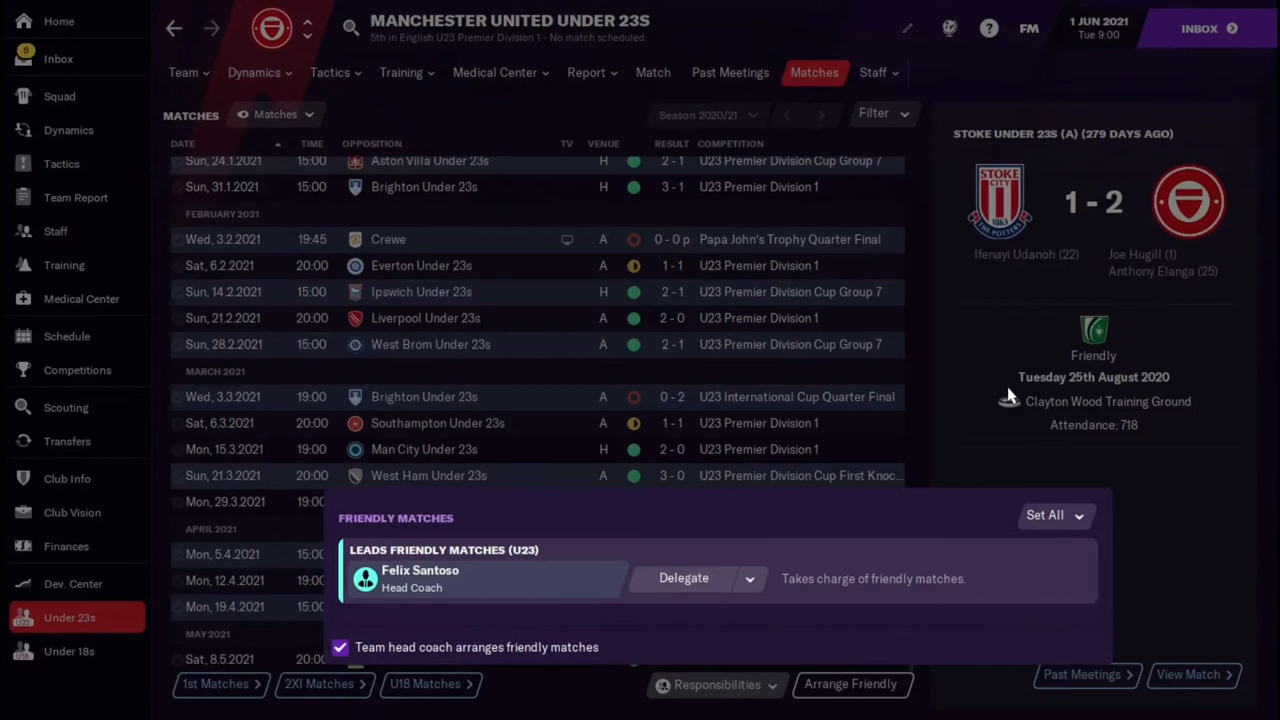 Home
MANCHESTER UNITED UNDER 23S
5th in English U23 Premier Division 1 - No match scheduled.
FM
1 JUN 2021
Tue 9:00
INBOX
6
Inbox
Squad
Dynamics
Tactics
Team Report
Staff
Training
Medical Center
Schedule
Competitions
Scouting
Transfers
Club Info
Club Vision
Finances
Dev. Center
Under 23s
Under 18s
Team Dynamics Tactics Training Medical Center Report Match Past Meetings Matches Staff
MATCHES Matches Season 2020/21 Filter
DATE TIME OPPOSITION TV VENUE RESULT COMPETITION
Sun, 24.1.2021 15:00 Aston Villa Under 23s H 2 - 1 U23 Premier Division Cup Group 7
Sun, 31.1.2021 15:00 Brighton Under 23s H 3 - 1 U23 Premier Division 1
FEBRUARY 2021
Wed, 3.2.2021 19:45 Crewe A 0 - 0 p Papa John's Trophy Quarter Final
Sat, 6.2.2021 20:00 Everton Under 23s A 1 - 1 U23 Premier Division 1
Sun, 14.2.2021 15:00 Ipswich Under 23s H 2 - 1 U23 Premier Division Cup Group 7
Sun, 21.2.2021 20:00 Liverpool Under 23s A 2 - 0 U23 Premier Division 1
Sun, 28.2.2021 15:00 West Brom Under 23s A 2 - 1 U23 Premier Division Cup Group 7
MARCH 2021
Wed, 3.3.2021 19:00 Brighton Under 23s A 0 - 2 U23 International Cup Quarter Final
Sat, 6.3.2021 20:00 Southampton Under 23s A 1 - 1 U23 Premier Division 1
Mon, 15.3.2021 19:00 Man City Under 23s H 2 - 0 U23 Premier Division 1
Sun, 21.3.2021 20:00 West Ham Under 23s A 3 - 0 U23 Premier Division Cup First Knoc...
Mon, 29.3.2021 19:00
APRIL 2021
Mon, 5.4.2021 15:00
Mon, 12.4.2021 19:00
Mon, 19.4.2021 15:00
MAY 2021
Sat, 8.5.2021 20:00
FRIENDLY MATCHES Set All
LEADS FRIENDLY MATCHES (U23)
Felix Santoso
Head Coach
Delegate Takes charge of friendly matches.
Team head coach arranges friendly matches
1st Matches > 2XI Matches > U18 Matches > Responsibilities Arrange Friendly
STOKE UNDER 23S (A) (279 DAYS AGO)
STOKE CITY
1863
THE POTTERS
1 - 2
Ifenayi Udanoh (22) Joe Hugill (1)
Anthony Elanga (25)
Friendly
Tuesday 25th August 2020
Clayton Wood Training Ground
Attendance: 718
Past Meetings > View Match >